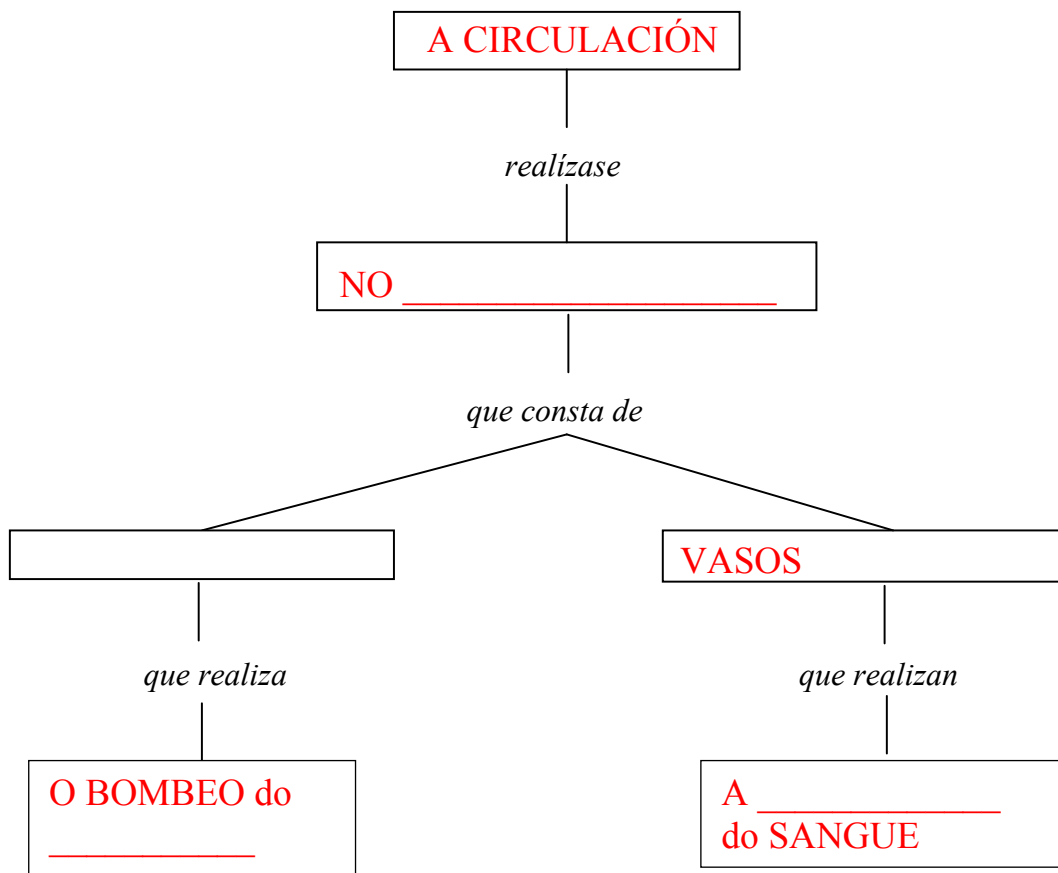 A CIRCULACIÓN
realízase
NO ____________________
que consta de
VASOS
que realiza
que realizan
O BOMBEO do
___________
A _____________
do SANGUE